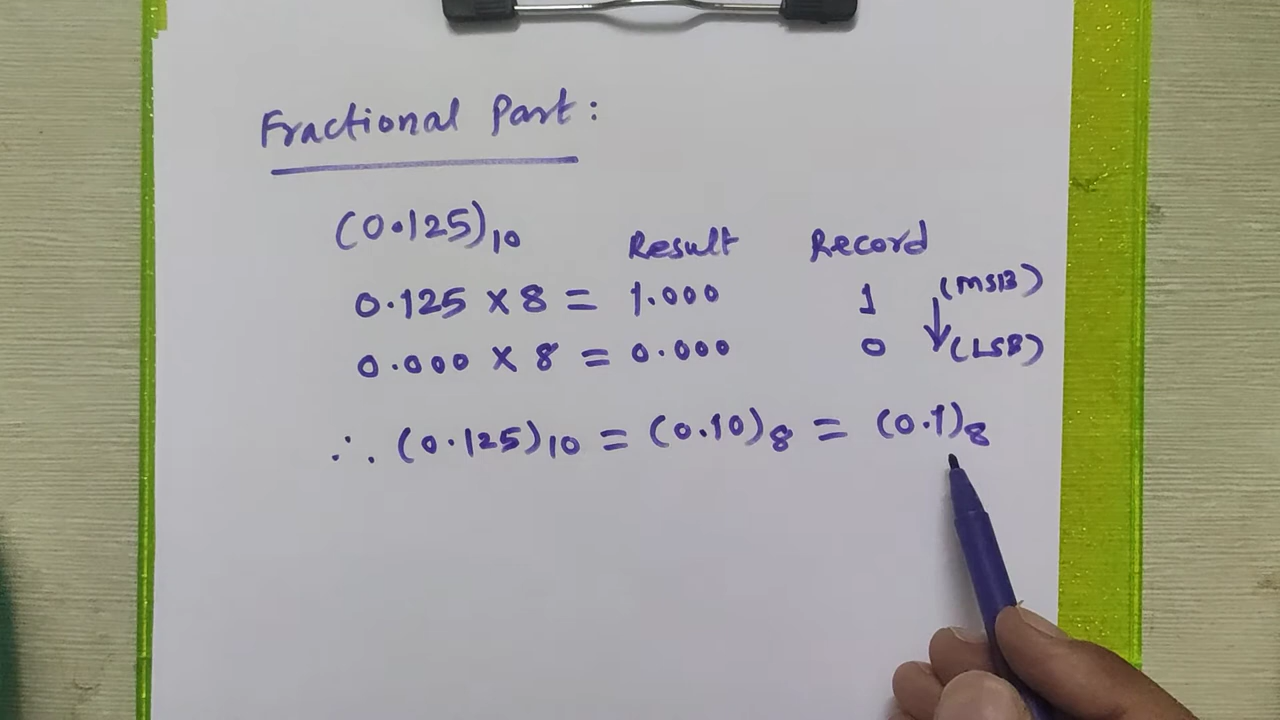 Fractional Part:
(0.125)10
Result Record
0.125 × 8 = 1.000 1 (MSB)
0.000 × 8 = 0.000 0 ↓ (LSB)
∴ (0.125)10 = (0.10)8 = (0.1)8